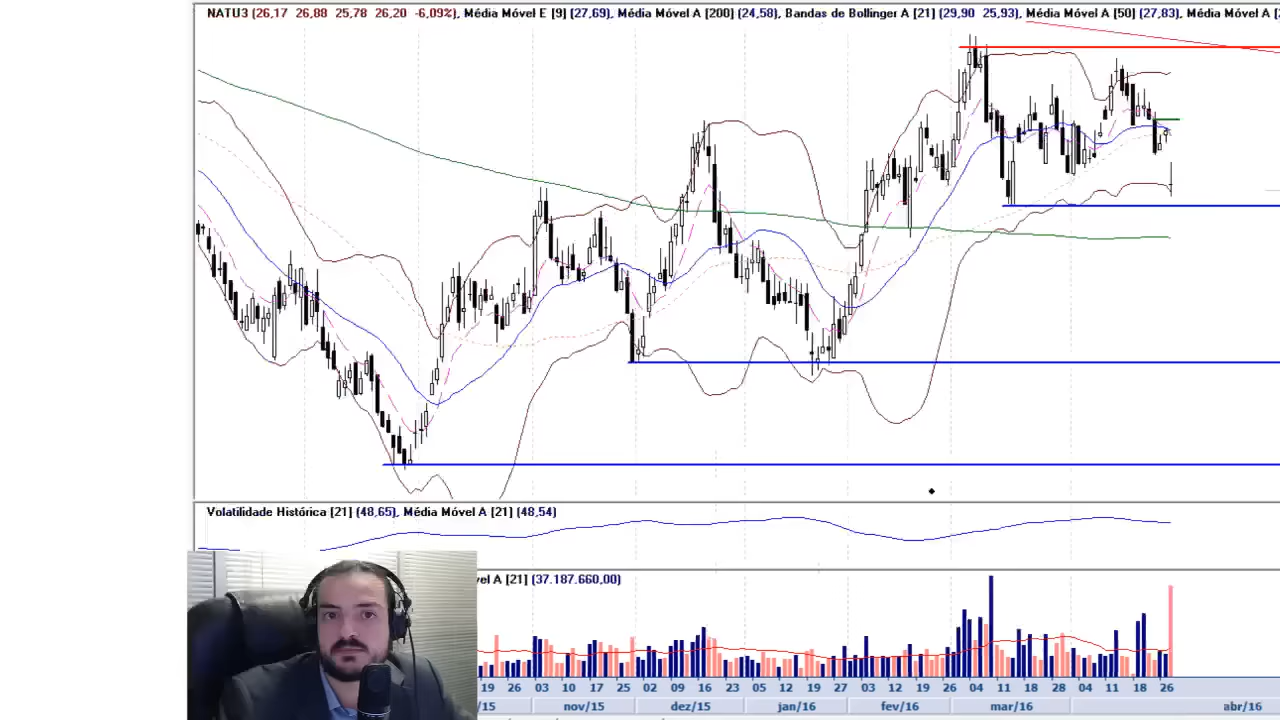 NATU3 (26,17 26,88 25,78 26,20 -6,09%), Média Móvel E [9] (27,69), Média Móvel A [200] (24,58), Bandas de Bollinger A [21] (29,90 25,93), Média Móvel A [50] (27,83), Média Móvel A
Volatilidade Histórica [21] (48,65), Média Móvel A [21] (48,54)
vel A [21] (37.187.660,00)
19 26 03 10 17 25 02 09 16 23 05 12 19 27 03 12 19 26 04 11 18 28 04 11 18 26
/15 nov/15 dez/15 jan/16 fev/16 mar/16 abr/16